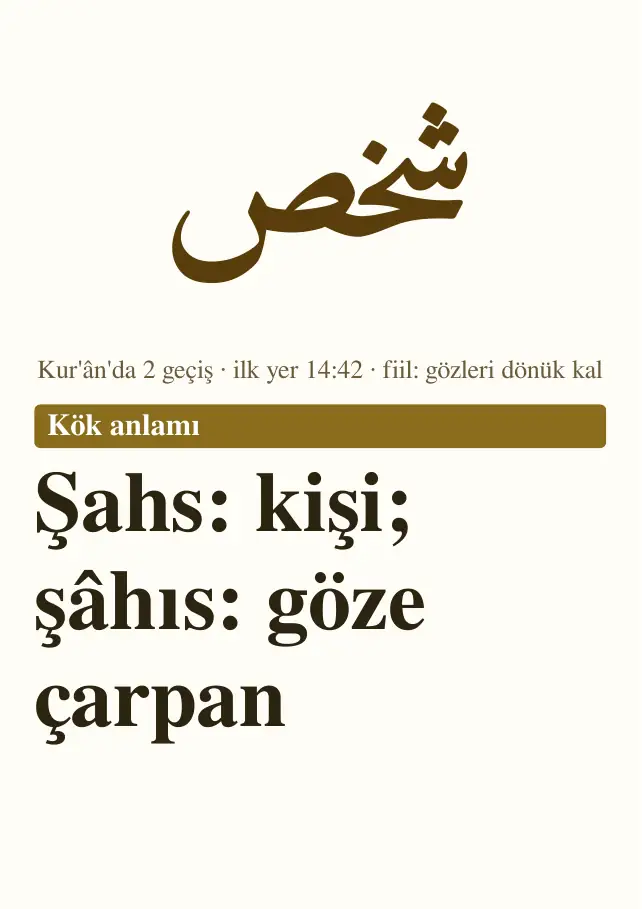 شخص
Kur'ân'da 2 geçiş · ilk yer 14:42 · fiil: gözleri dönük kal
Kök anlamı
Şahs: kişi;
şâhıs: göze
çarpan